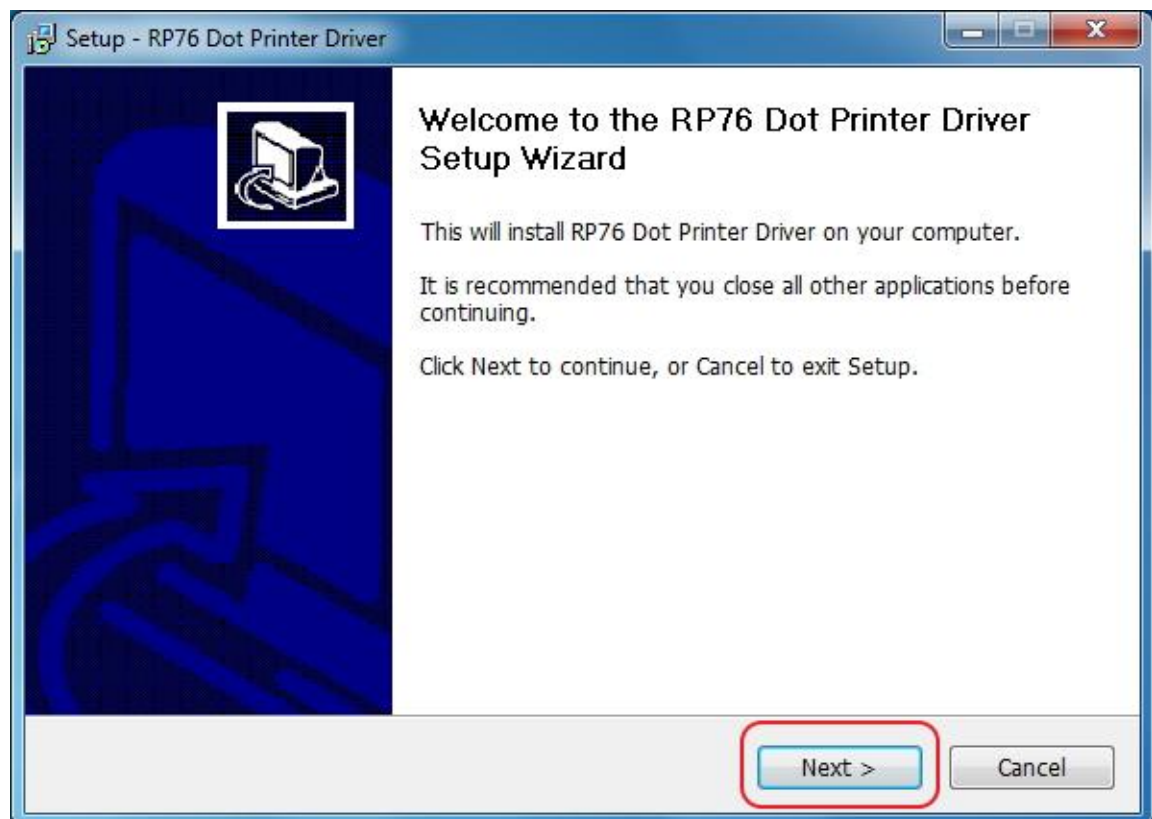 Setup - RP76 Dot Printer Driver
Welcome to the RP76 Dot Printer Driver
Setup Wizard
This will install RP76 Dot Printer Driver on your computer.
It is recommended that you close all other applications before
continuing.
Click Next to continue, or Cancel to exit Setup.
Next > Cancel